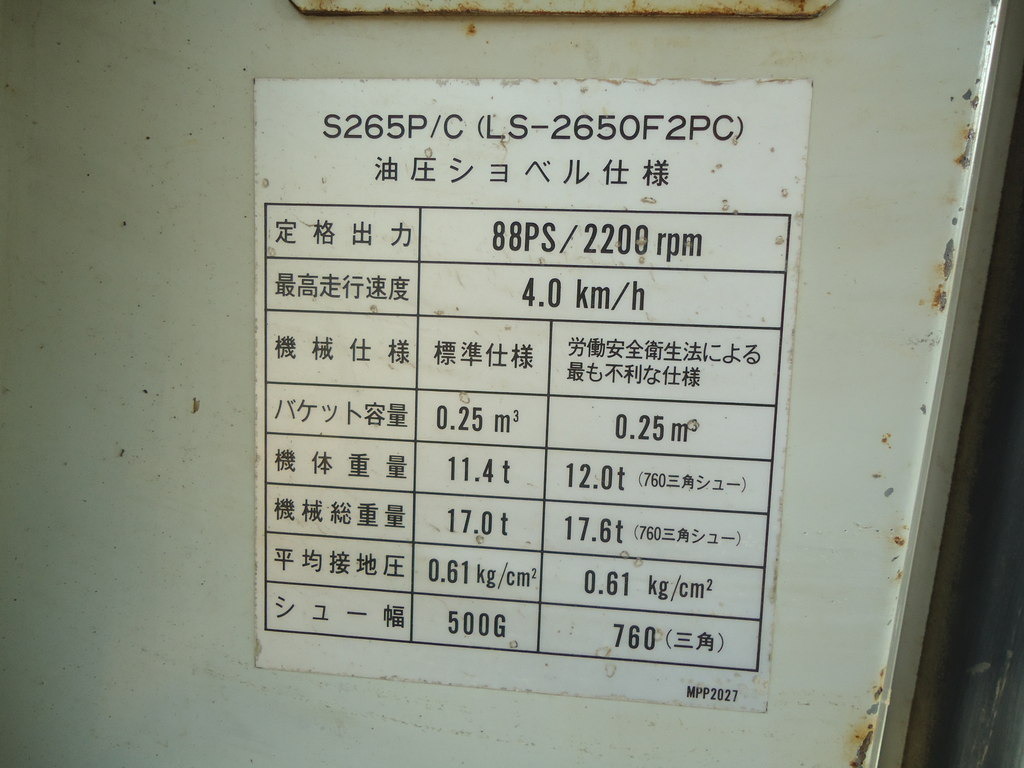 S265P/C (LS-2650F2PC)
油圧ショベル仕様
定格出力 88PS/2200 rpm
最高走行速度 4.0 km/h
機械仕様 標準仕様 労働安全衛生法による
最も不利な仕様
バケット容量 0.25 m³ 0.25 m³
機体重量 11.4t 12.0t (760三角シュー)
機械総重量 17.0t 17.6t (760三角シュー)
平均接地圧 0.61 kg/cm² 0.61 kg/cm²
シュー幅 500G 760 (三角)
MPP2027